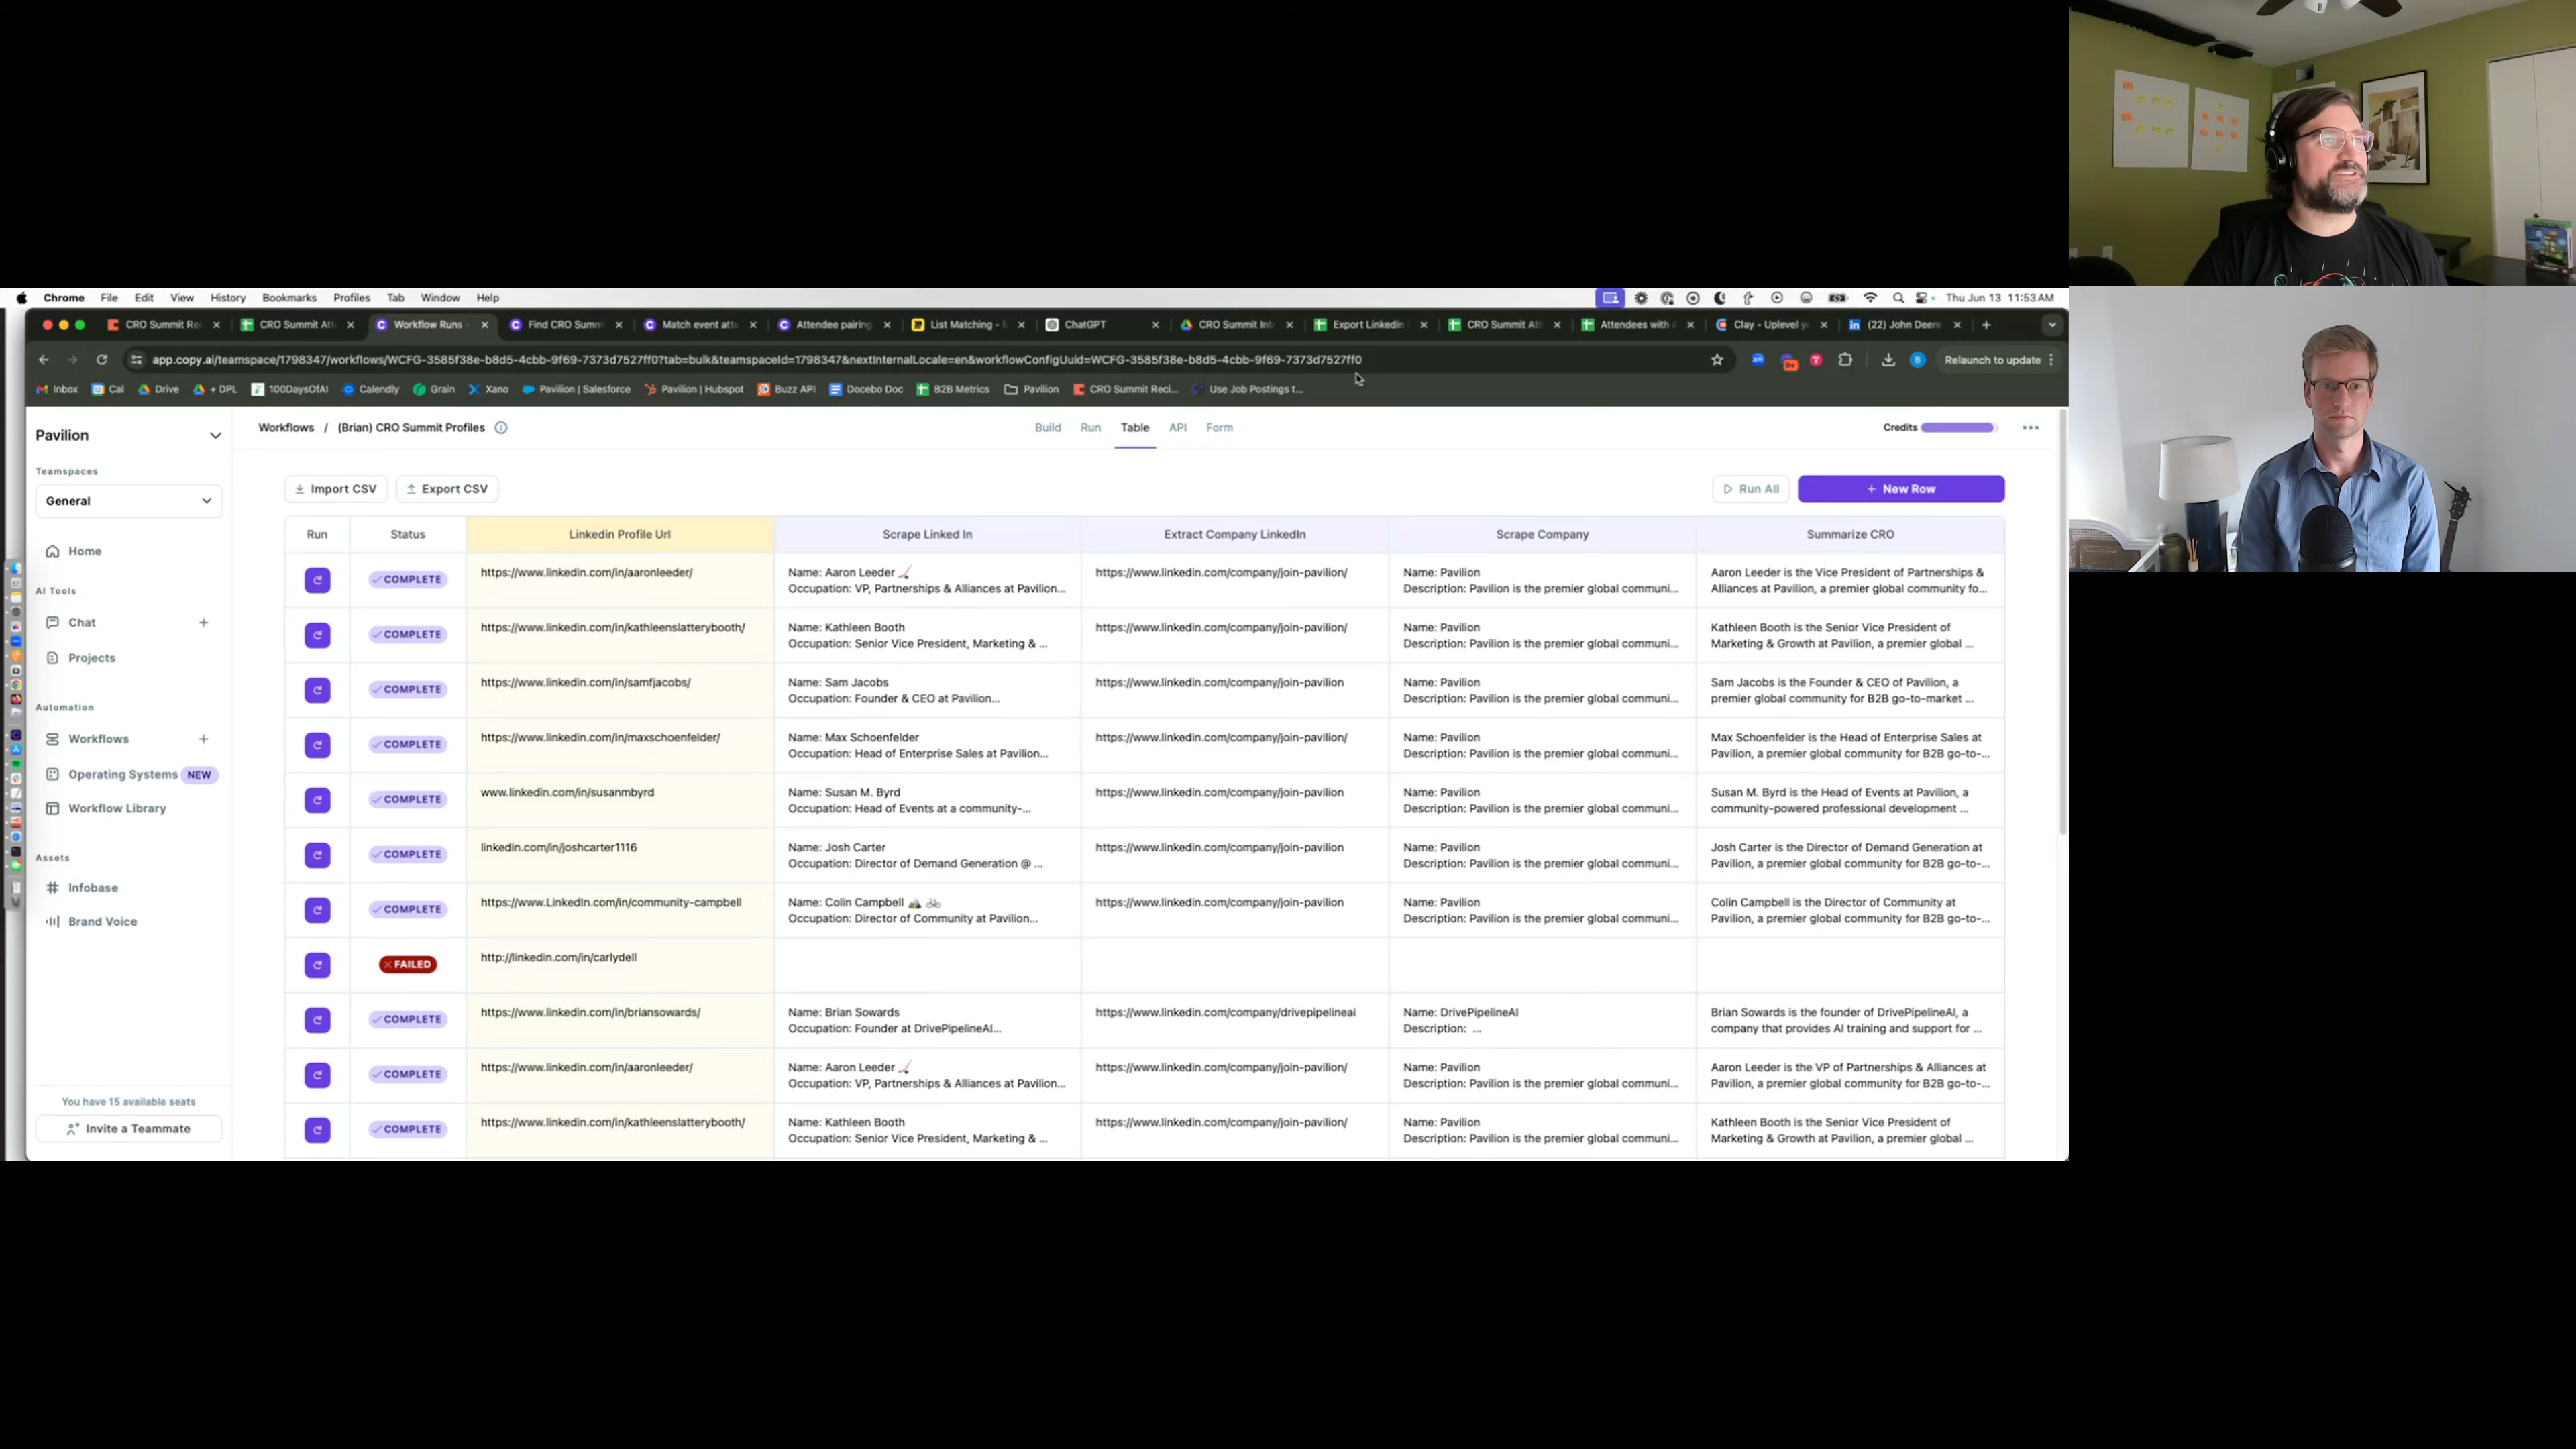 Chrome File Edit View History Bookmarks Profiles Tab Window Help
Thu Jun 13 11:53 AM
CRO Summit Re
CRO Summit Att
Workflow Runs -
Find CRO Summ
Match event atte
Attendee pairing
List Matching -
ChatGPT
CRO Summit Int
Export Linkedin
CRO Summit Att
Attendees with
Clay - Uplevel y
(22) John Deere
app.copy.ai/teamspace/1798347/workflows/WCFG-3585f38e-b8d5-4cbb-9f69-7373d7527ff0?tab=bulk&teamspaceId=1798347&nextInternalLocale=en&workflowConfigUuid=WCFG-3585f38e-b8d5-4cbb-9f69-7373d7527ff0
Relaunch to update
Inbox Cal Drive + DPL 100DaysOfAI Calendly Grain Xano Pavilion | Salesforce Pavilion | Hubspot Buzz API Docebo Doc B2B Metrics Pavilion CRO Summit Reci... Use Job Postings t...
Pavilion
Teamspaces
General
Home
AI Tools
Chat +
Projects
Automation
Workflows +
Operating Systems NEW
Workflow Library
Assets
Infobase
Brand Voice
You have 15 available seats
Invite a Teammate
Workflows / (Brian) CRO Summit Profiles
Build Run Table API Form
Credits
Import CSV Export CSV
Run All + New Row
Run Status Linkedin Profile Url Scrape Linked In Extract Company LinkedIn Scrape Company Summarize CRO
COMPLETE
https://www.linkedin.com/in/aaronleeder/
Name: Aaron Leeder
Occupation: VP, Partnerships & Alliances at Pavilion...
https://www.linkedin.com/company/join-pavilion/
Name: Pavilion
Description: Pavilion is the premier global communi...
Aaron Leeder is the Vice President of Partnerships &
Alliances at Pavilion, a premier global community fo...
COMPLETE
https://www.linkedin.com/in/kathleenslatterybooth/
Name: Kathleen Booth
Occupation: Senior Vice President, Marketing & ...
https://www.linkedin.com/company/join-pavilion/
Name: Pavilion
Description: Pavilion is the premier global communi...
Kathleen Booth is the Senior Vice President of
Marketing & Growth at Pavilion, a premier global ...
COMPLETE
https://www.linkedin.com/in/samfjacobs/
Name: Sam Jacobs
Occupation: Founder & CEO at Pavilion...
https://www.linkedin.com/company/join-pavilion
Name: Pavilion
Description: Pavilion is the premier global communi...
Sam Jacobs is the Founder & CEO of Pavilion, a
premier global community for B2B go-to-market ...
COMPLETE
https://www.linkedin.com/in/maxschoenfelder/
Name: Max Schoenfelder
Occupation: Head of Enterprise Sales at Pavilion...
https://www.linkedin.com/company/join-pavilion/
Name: Pavilion
Description: Pavilion is the premier global communi...
Max Schoenfelder is the Head of Enterprise Sales at
Pavilion, a premier global community for B2B go-to-...
COMPLETE
www.linkedin.com/in/susanmbyrd
Name: Susan M. Byrd
Occupation: Head of Events at a community-...
https://www.linkedin.com/company/join-pavilion
Name: Pavilion
Description: Pavilion is the premier global communi...
Susan M. Byrd is the Head of Events at Pavilion, a
community-powered professional development ...
COMPLETE
linkedin.com/in/joshcarter1116
Name: Josh Carter
Occupation: Director of Demand Generation @ ...
https://www.linkedin.com/company/join-pavilion
Name: Pavilion
Description: Pavilion is the premier global communi...
Josh Carter is the Director of Demand Generation at
Pavilion, a premier global community for B2B go-to-...
COMPLETE
https://www.LinkedIn.com/in/community-campbell
Name: Colin Campbell
Occupation: Director of Community at Pavilion...
https://www.linkedin.com/company/join-pavilion
Name: Pavilion
Description: Pavilion is the premier global communi...
Colin Campbell is the Director of Community at
Pavilion, a premier global community for B2B go-to-...
FAILED
http://linkedin.com/in/carlydell
COMPLETE
https://www.linkedin.com/in/briansowards/
Name: Brian Sowards
Occupation: Founder at DrivePipelineAI...
https://www.linkedin.com/company/drivepipelineai
Name: DrivePipelineAI
Description: ...
Brian Sowards is the founder of DrivePipelineAI, a
company that provides AI training and support for ...
COMPLETE
https://www.linkedin.com/in/aaronleeder/
Name: Aaron Leeder
Occupation: VP, Partnerships & Alliances at Pavilion...
https://www.linkedin.com/company/join-pavilion/
Name: Pavilion
Description: Pavilion is the premier global communi...
Aaron Leeder is the VP of Partnerships & Alliances at
Pavilion, a premier global community for B2B go-to-...
COMPLETE
https://www.linkedin.com/in/kathleenslatterybooth/
Name: Kathleen Booth
Occupation: Senior Vice President, Marketing & ...
https://www.linkedin.com/company/join-pavilion/
Name: Pavilion
Description: Pavilion is the premier global communi...
Kathleen Booth is the Senior Vice President of
Marketing & Growth at Pavilion, a premier global ...